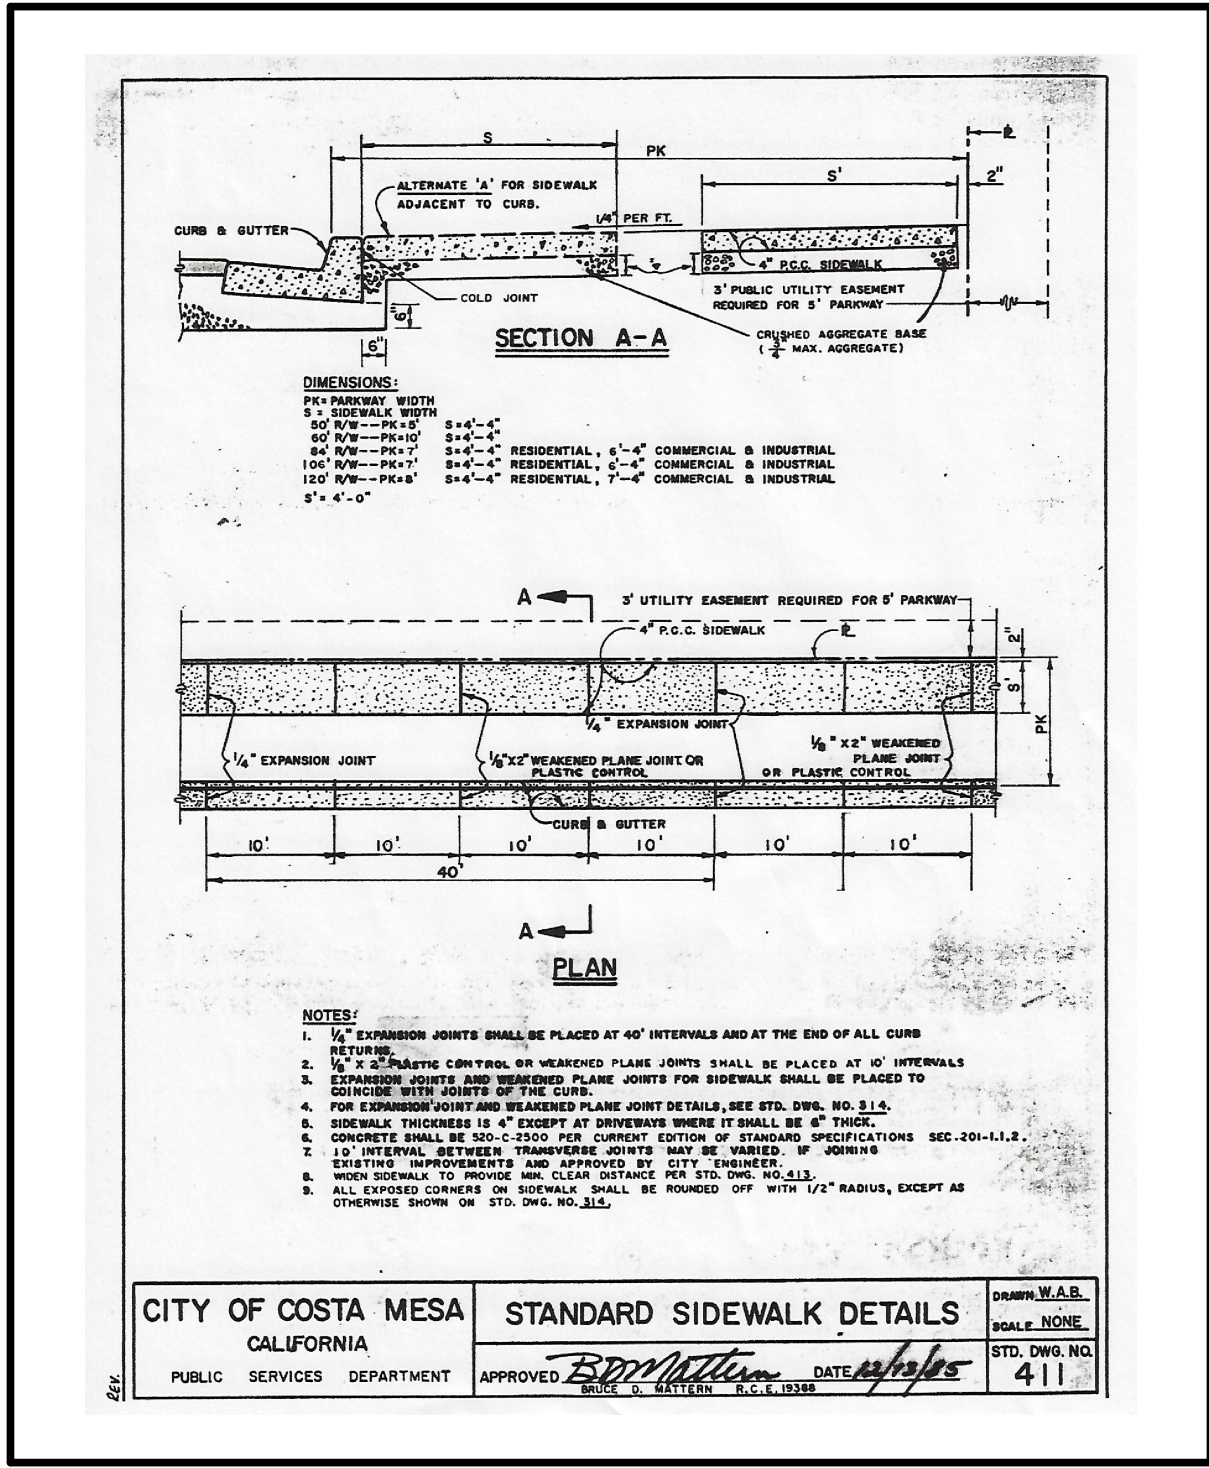 S
PK
℄
S'
2"
ALTERNATE 'A' FOR SIDEWALK
ADJACENT TO CURB.
1/4" PER FT.
CURB & GUTTER
4" P.C.C. SIDEWALK
COLD JOINT
3' PUBLIC UTILITY EASEMENT
REQUIRED FOR 5' PARKWAY
6"
SECTION A-A
CRUSHED AGGREGATE BASE
(3/4" MAX. AGGREGATE)
6"
DIMENSIONS:
PK= PARKWAY WIDTH
S = SIDEWALK WIDTH
50' R/W--PK=5' S=4'-4"
60' R/W--PK=10' S=4'-4"
84' R/W--PK=7' S=4'-4" RESIDENTIAL, 6'-4" COMMERCIAL & INDUSTRIAL
106' R/W--PK=7' S=4'-4" RESIDENTIAL, 6'-4" COMMERCIAL & INDUSTRIAL
120' R/W--PK=8' S=4'-4" RESIDENTIAL, 7'-4" COMMERCIAL & INDUSTRIAL
S'= 4'-0"
A
3' UTILITY EASEMENT REQUIRED FOR 5' PARKWAY
4" P.C.C. SIDEWALK
℄
2"
S'
PK
1/4" EXPANSION JOINT
1/4" EXPANSION JOINT
1/8"X2" WEAKENED PLANE JOINT OR
PLASTIC CONTROL
1/8" X2" WEAKENED
PLANE JOINT
OR PLASTIC CONTROL
CURB & GUTTER
10' 10' 10' 10' 10' 10'
40'
A
PLAN
NOTES:
1. 1/4" EXPANSION JOINTS SHALL BE PLACED AT 40' INTERVALS AND AT THE END OF ALL CURB
RETURNS.
2. 1/8" X 2" PLASTIC CONTROL OR WEAKENED PLANE JOINTS SHALL BE PLACED AT 10' INTERVALS
3. EXPANSION JOINTS AND WEAKENED PLANE JOINTS FOR SIDEWALK SHALL BE PLACED TO
COINCIDE WITH JOINTS OF THE CURB.
4. FOR EXPANSION JOINT AND WEAKENED PLANE JOINT DETAILS, SEE STD. DWG. NO. 314.
5. SIDEWALK THICKNESS IS 4" EXCEPT AT DRIVEWAYS WHERE IT SHALL BE 6" THICK.
6. CONCRETE SHALL BE 520-C-2500 PER CURRENT EDITION OF STANDARD SPECIFICATIONS SEC.-201-1.1.2.
7. 10' INTERVAL BETWEEN TRANSVERSE JOINTS MAY BE VARIED. IF JOINING
EXISTING IMPROVEMENTS AND APPROVED BY CITY ENGINEER.
8. WIDEN SIDEWALK TO PROVIDE MIN. CLEAR DISTANCE PER STD. DWG. NO. 413.
9. ALL EXPOSED CORNERS ON SIDEWALK SHALL BE ROUNDED OFF WITH 1/2" RADIUS, EXCEPT AS
OTHERWISE SHOWN ON STD. DWG. NO. 314.
CITY OF COSTA MESA
CALIFORNIA
PUBLIC SERVICES DEPARTMENT
STANDARD SIDEWALK DETAILS
APPROVED BDMattern DATE 12/13/85
BRUCE D. MATTERN R.C.E. 19388
DRAWN W.A.B.
SCALE NONE
STD. DWG. NO.
411
REV.